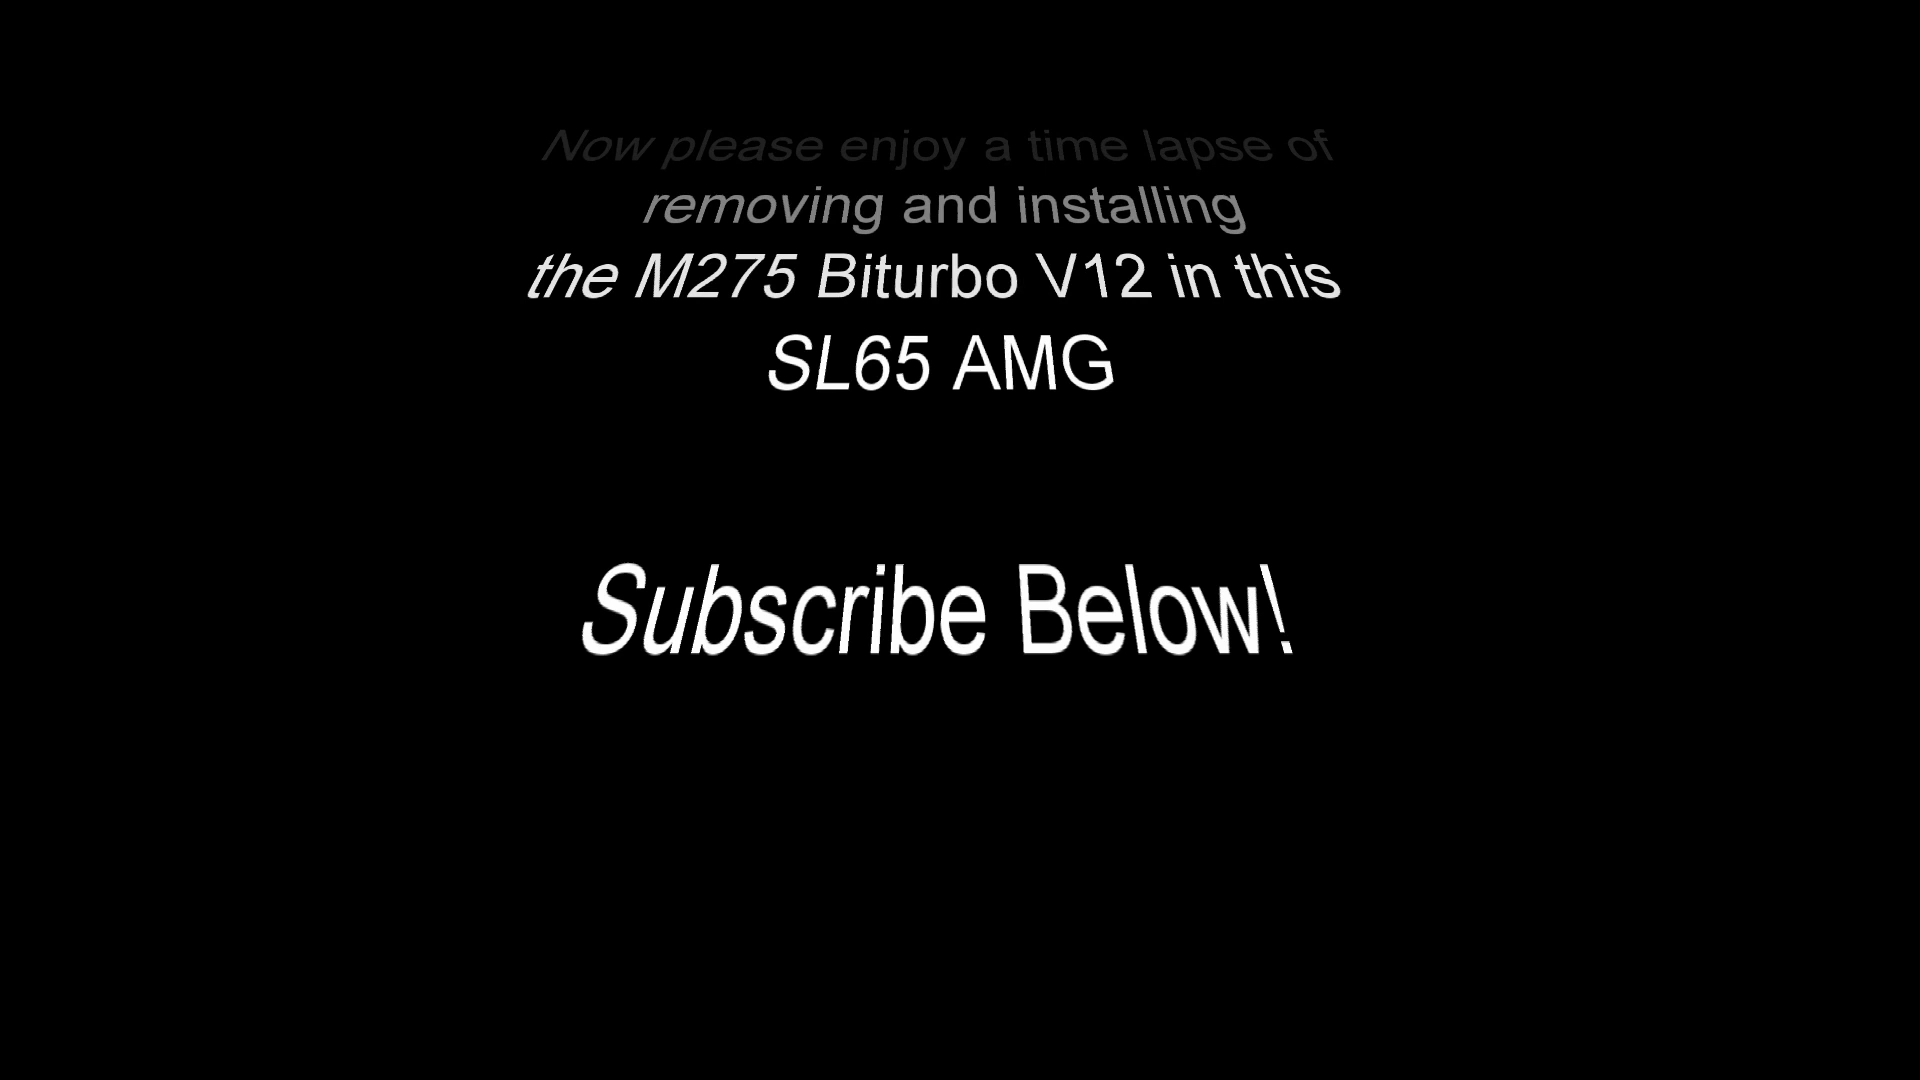 Now please enjoy a time lapse of
removing and installing
the M275 Biturbo V12 in this
SL65 AMG
Subscribe Below!